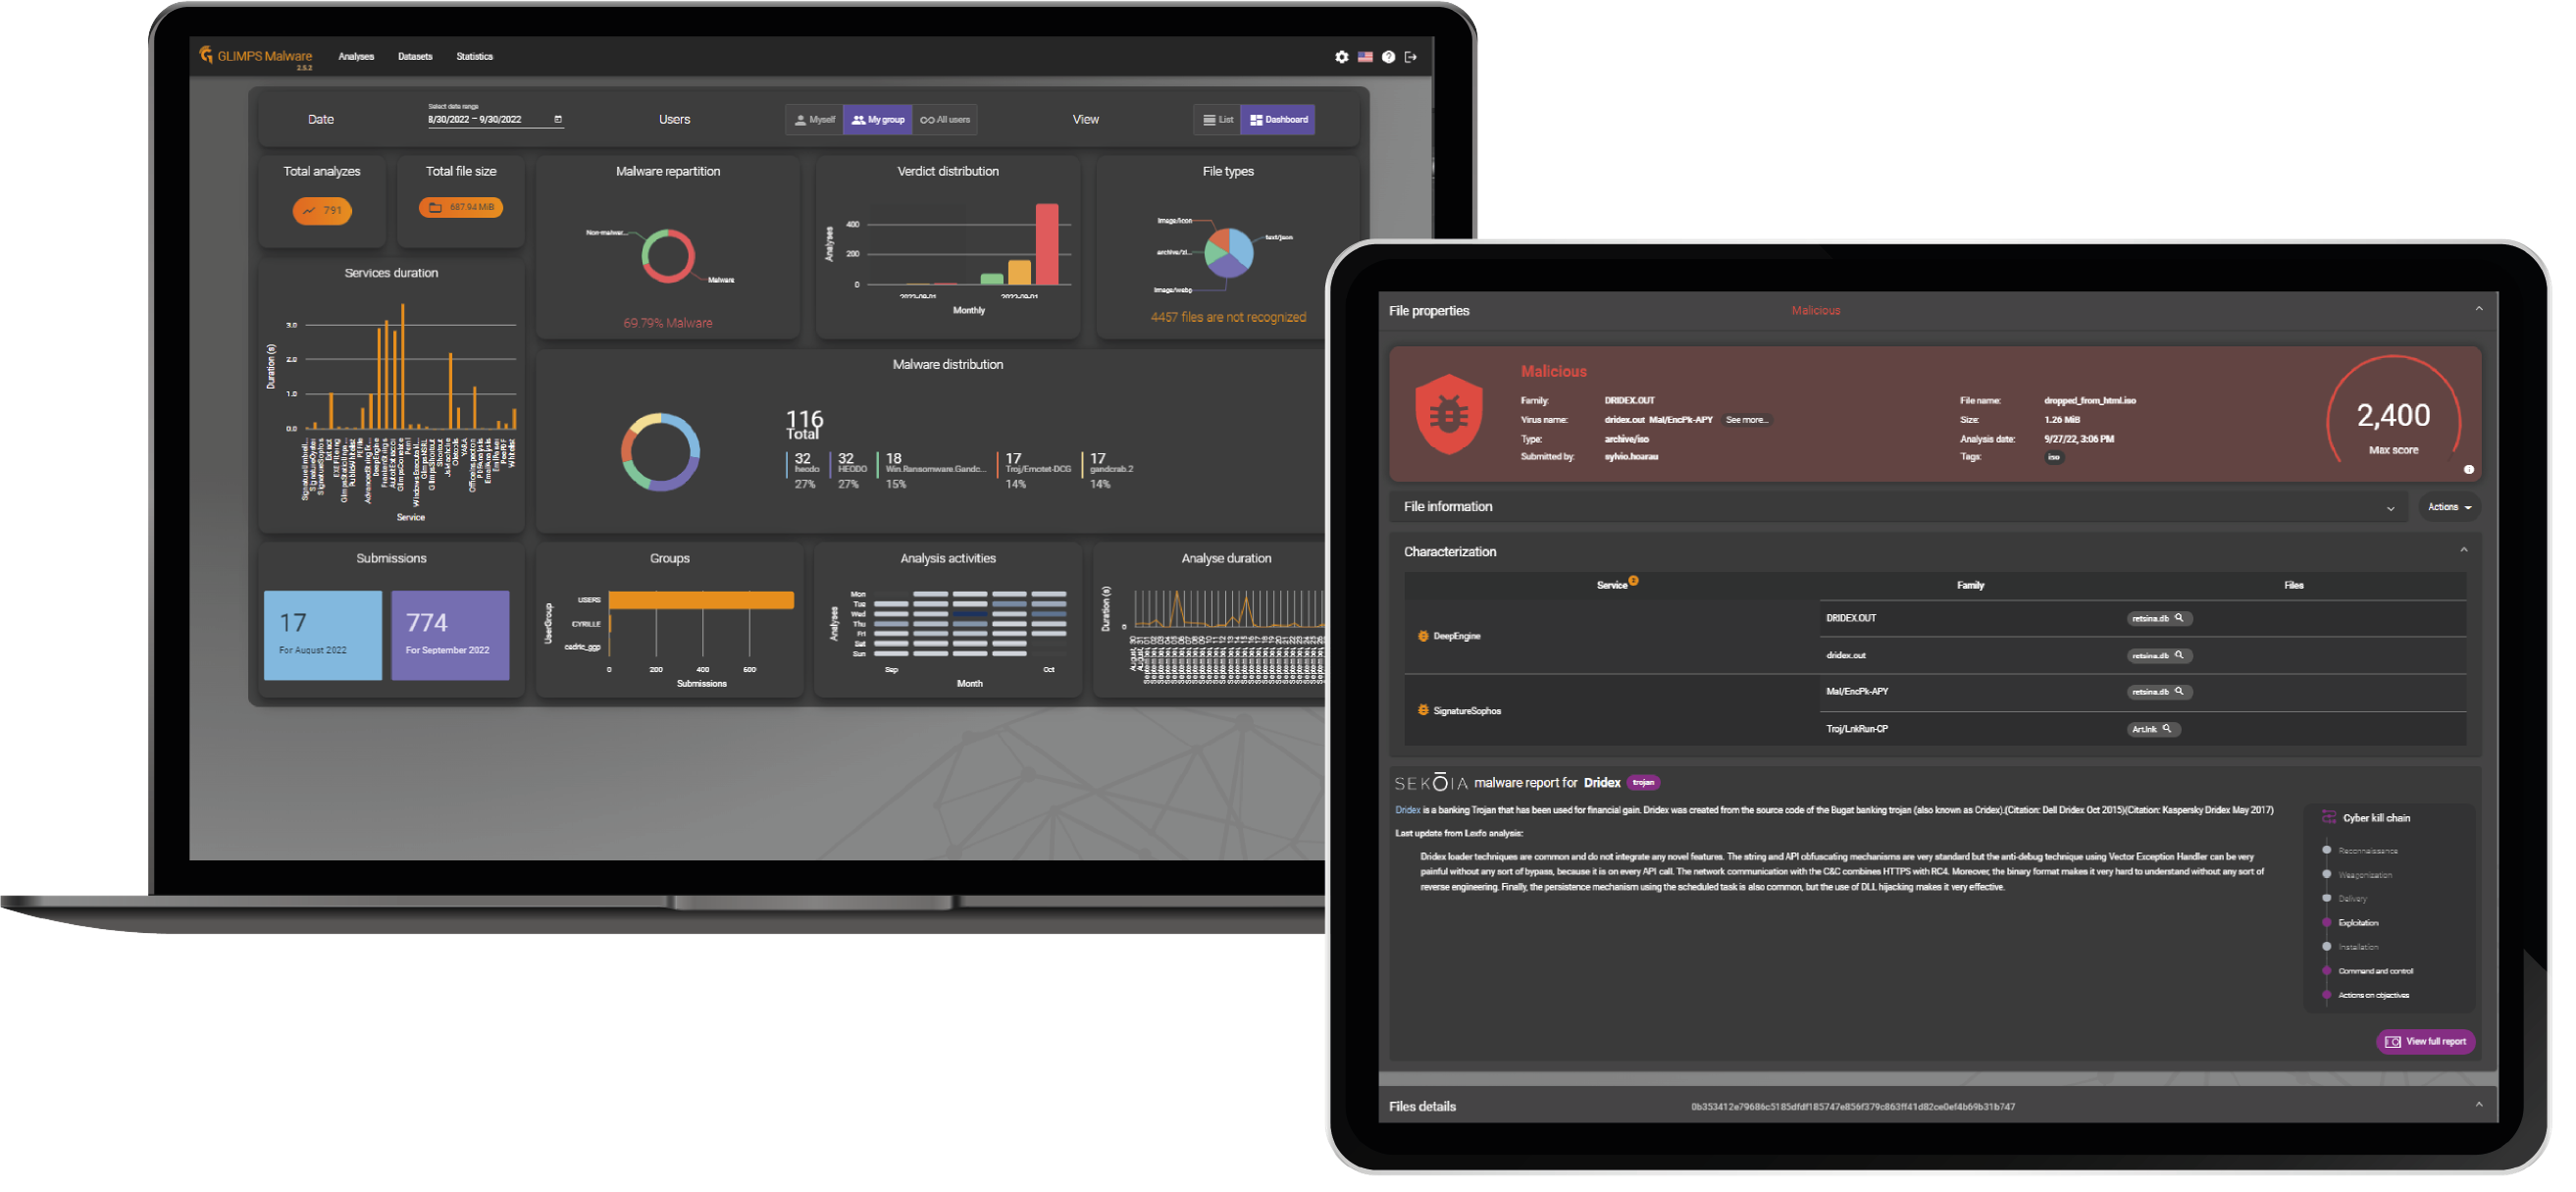 GLIMPS Malware
2.5.2
Analyses Datasets Statistics
Date
Select date range
8/30/2022 – 9/30/2022
Users
Myself My group All users
View
List Dashboard
Total analyzes
791
Total file size
687.94 MiB
Malware repartition
Non-malwar...
Malware
69.79% Malware
Verdict distribution
Analyses
400
200
0
Monthly
File types
image/icon
text/json
archive/zi...
image/webp
4457 files are not recognized
Services duration
Duration (s)
3.0
2.0
1.0
0.0
Service
Malware distribution
116
Total
32
heodo
27%
32
HEODO
27%
18
Win.Ransomware.Gandc...
15%
17
Troj/Emotet-DCG
14%
17
gandcrab.2
14%
Submissions
17
For August 2022
774
For September 2022
Groups
UserGroup
USERS
CYRILLE
cedric_ggp
0 200 400 600
Submissions
Analysis activities
Analyses
Mon
Tue
Wed
Thu
Fri
Sat
Sun
Sep Oct
Month
Analyse duration
Duration (s)
0
File properties
Malicious
Malicious
Family: DRIDEX.OUT
Virus name: dridex.out Mal/EncPk-APY See more...
Type: archive/iso
Submitted by: sylvio.hoarau
File name: dropped_from_html.iso
Size: 1.26 MiB
Analysis date: 9/27/22, 3:06 PM
Tags: iso
2,400
Max score
File information
Actions
Characterization
Service Family Files
DeepEngine
DRIDEX.OUT retsina.db
dridex.out retsina.db
SignatureSophos
Mal/EncPk-APY retsina.db
Troj/LnkRun-CP Art.lnk
SEKOIA malware report for Dridex trojan
Dridex is a banking Trojan that has been used for financial gain. Dridex was created from the source code of the Bugat banking trojan (also known as Cridex).(Citation: Dell Dridex Oct 2015)(Citation: Kaspersky Dridex May 2017)
Last update from Lexfo analysis:
Dridex loader techniques are common and do not integrate any novel features. The string and API obfuscating mechanisms are very standard but the anti-debug technique using Vector Exception Handler can be very
painful without any sort of bypass, because it is on every API call. The network communication with the C&C combines HTTPS with RC4. Moreover, the binary format makes it very hard to understand without any sort of
reverse engineering. Finally, the persistence mechanism using the scheduled task is also common, but the use of DLL hijacking makes it very effective.
Cyber kill chain
Reconnaissance
Weaponization
Delivery
Exploitation
Installation
Command and control
Actions on objectives
View full report
Files details
0b353412e79686c5185dfdf185747e856f379c863ff41d82ce0ef4b69b31b747